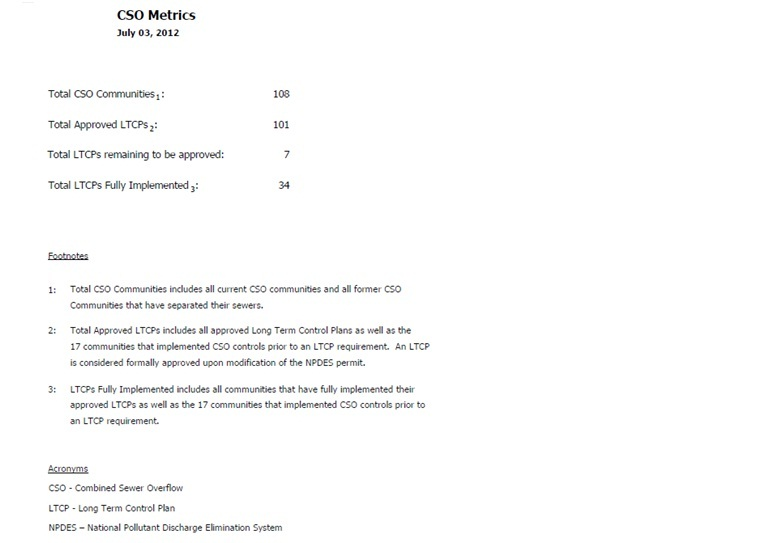 CSO Metrics
July 03, 2012
Total CSO Communities1: 108
Total Approved LTCPs2: 101
Total LTCPs remaining to be approved: 7
Total LTCPs Fully Implemented3: 34
Footnotes
1: Total CSO Communities includes all current CSO communities and all former CSO
Communities that have separated their sewers.
2: Total Approved LTCPs includes all approved Long Term Control Plans as well as the
17 communities that implemented CSO controls prior to an LTCP requirement. An LTCP
is considered formally approved upon modification of the NPDES permit.
3: LTCPs Fully Implemented includes all communities that have fully implemented their
approved LTCPs as well as the 17 communities that implemented CSO controls prior to
an LTCP requirement.
Acronyms
CSO - Combined Sewer Overflow
LTCP - Long Term Control Plan
NPDES – National Pollutant Discharge Elimination System